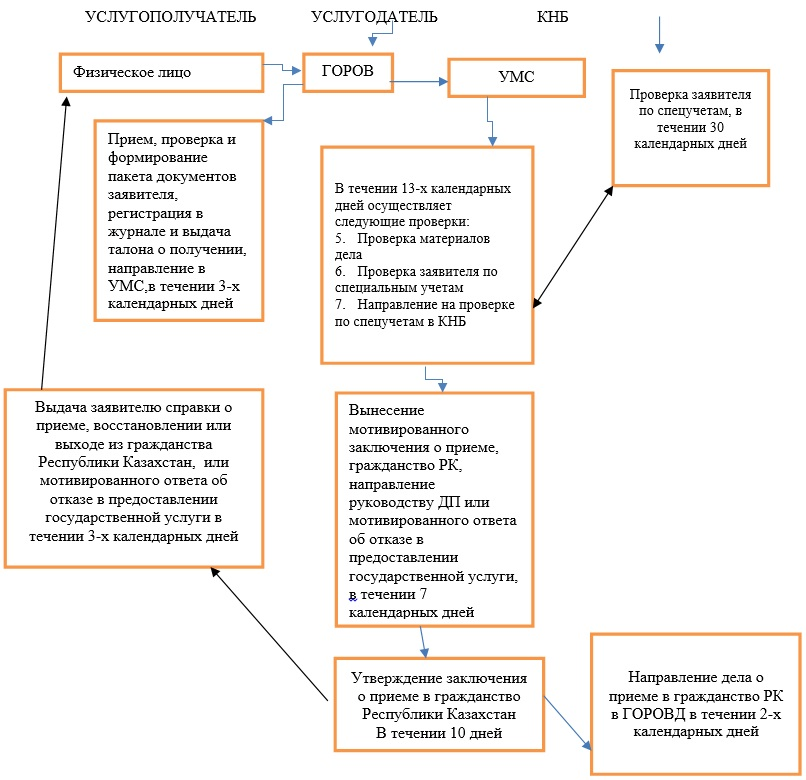 УСЛУГОПОЛУЧАТЕЛЬ
УСЛУГОДАТЕЛЬ
КНБ
Физическое лицо
ГОРОВ
УМС
Проверка заявителя
по спецучетам, в
течении 30
календарных дней
Прием, проверка и
формирование
пакета документов
заявителя,
регистрация в
журнале и выдача
талона о получении,
направление в
УМС,в течении 3-х
календарных дней
В течении 13-х календарных
дней осуществляет
следующие проверки:
5. Проверка материалов
дела
6. Проверка заявителя по
специальным учетам
7. Направление на проверке
по спецучетам в КНБ
Выдача заявителю справки о
приеме, восстановлении или
выходе из гражданства
Республики Казахстан, или
мотивированного ответа об
отказе в предоставлении
государственной услуги в
течении 3-х календарных дней
Вынесение
мотивированного
заключения о приеме,
гражданство РК,
направление
руководству ДП или
мотивированного ответа
об отказе в
предоставлении
государственной услуги,
в течении 7
календарных дней
Утверждение заключения
о приеме в гражданство
Республики Казахстан
В течении 10 дней
Направление дела о
приеме в гражданство РК
в ГОРОВД в течении 2-х
календарных дней